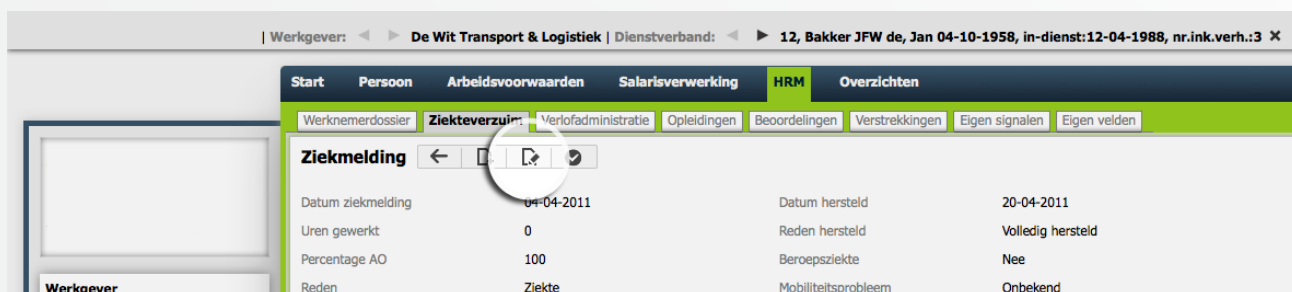 | Werkgever: De Wit Transport & Logistiek | Dienstverband: 12, Bakker JFW de, Jan 04-10-1958, in-dienst:12-04-1988, nr.ink.verh.:3
Start Persoon Arbeidsvoorwaarden Salarisverwerking HRM Overzichten
Werknemerdossier Ziekteverzuim Verlofadministratie Opleidingen Beoordelingen Verstrekkingen Eigen signalen Eigen velden
Ziekmelding
Datum ziekmelding 04-04-2011 Datum hersteld 20-04-2011
Uren gewerkt 0 Reden hersteld Volledig hersteld
Percentage AO 100 Beroepsziekte Nee
Werkgever Reden Ziekte Mobiliteitsprobleem Onbekend